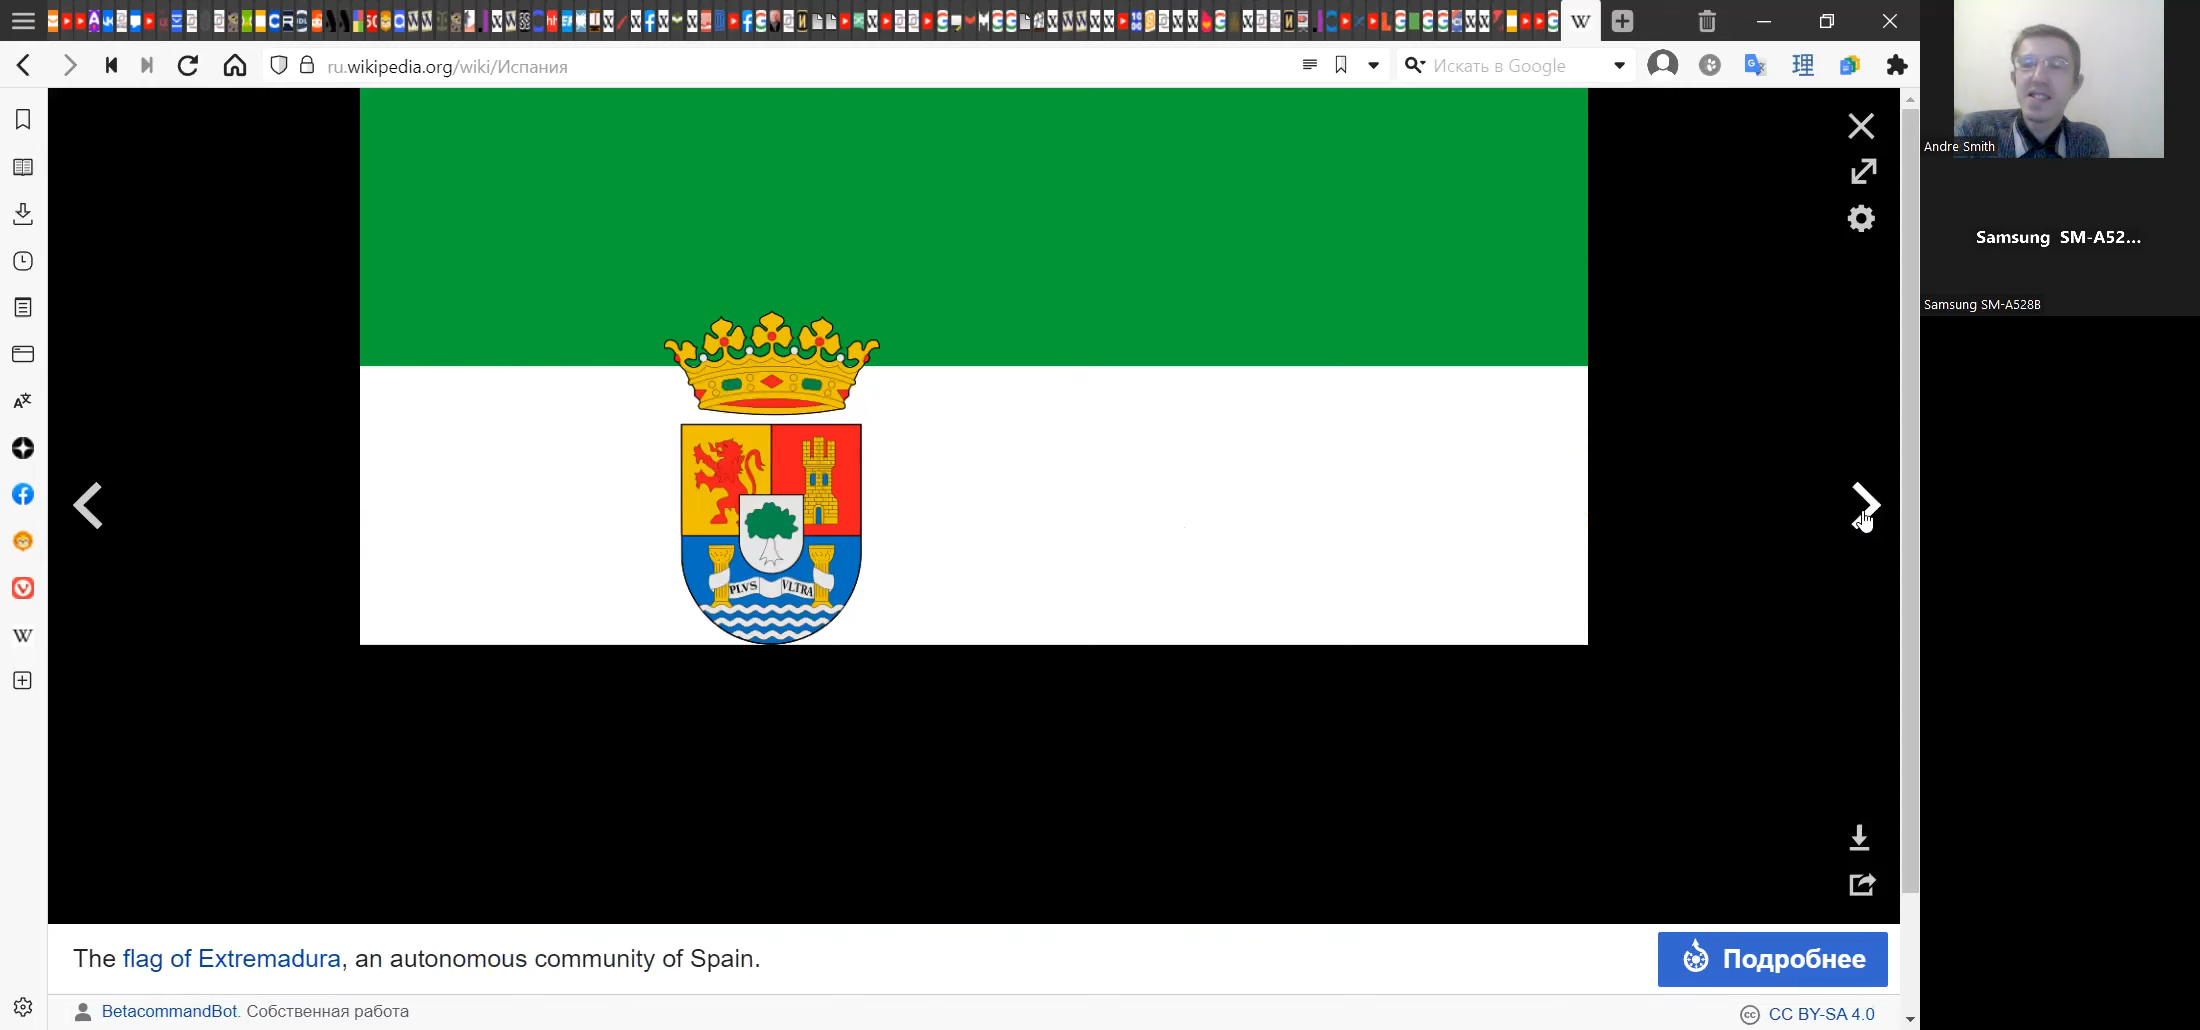 ru.wikipedia.org/wiki/Испания
Искать в Google
Andre Smith
Samsung SM-A52...
Samsung SM-A528B
PLVS VLTRA
The flag of Extremadura, an autonomous community of Spain.
Подробнее
BetacommandBot. Собственная работа
CC BY-SA 4.0